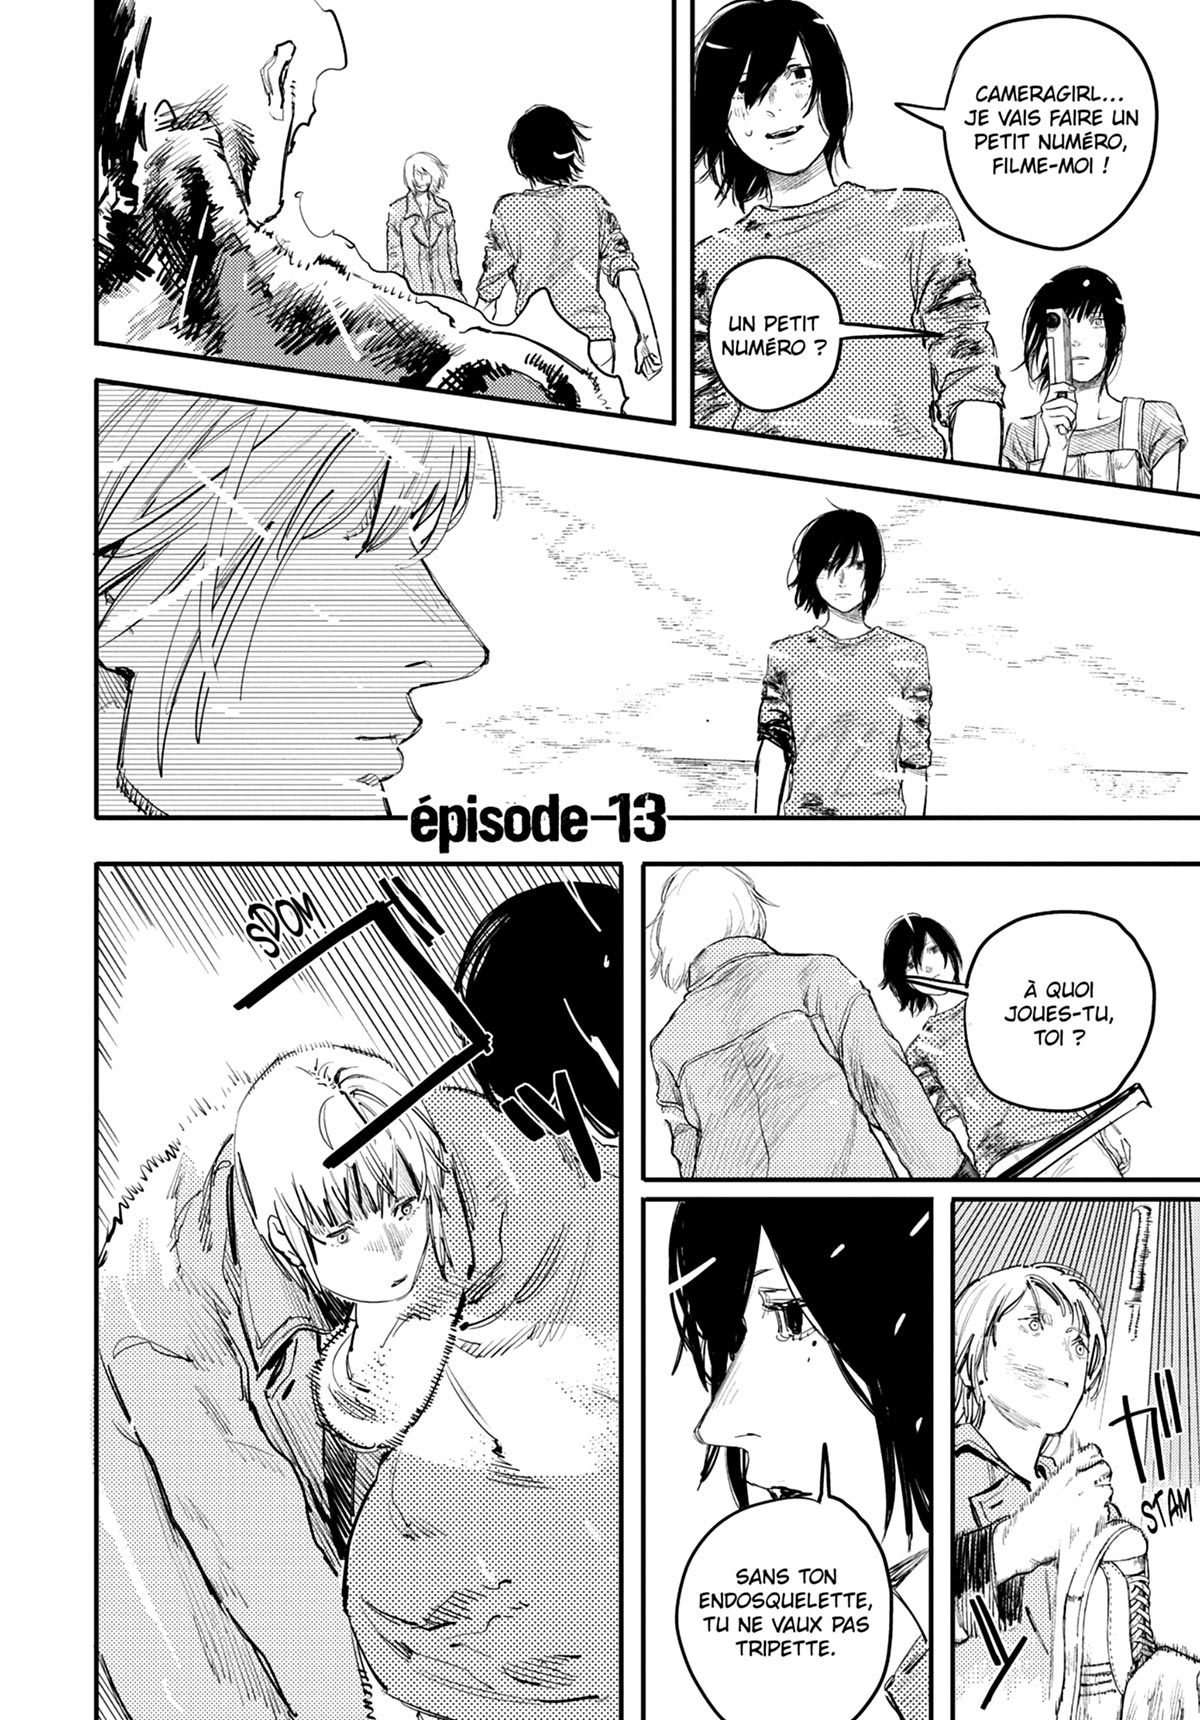 CAMERAGIRL...
JE VAIS FAIRE UN
PETIT NUMÉRO,
FILME-MOI !
UN PETIT
NUMÉRO ?
épisode 13
À QUOI
JOUES-TU,
TOI ?
STAM
SANS TON
ENDOSQUELETTE,
TU NE VAUX PAS
TRIPETTE.
SDOM